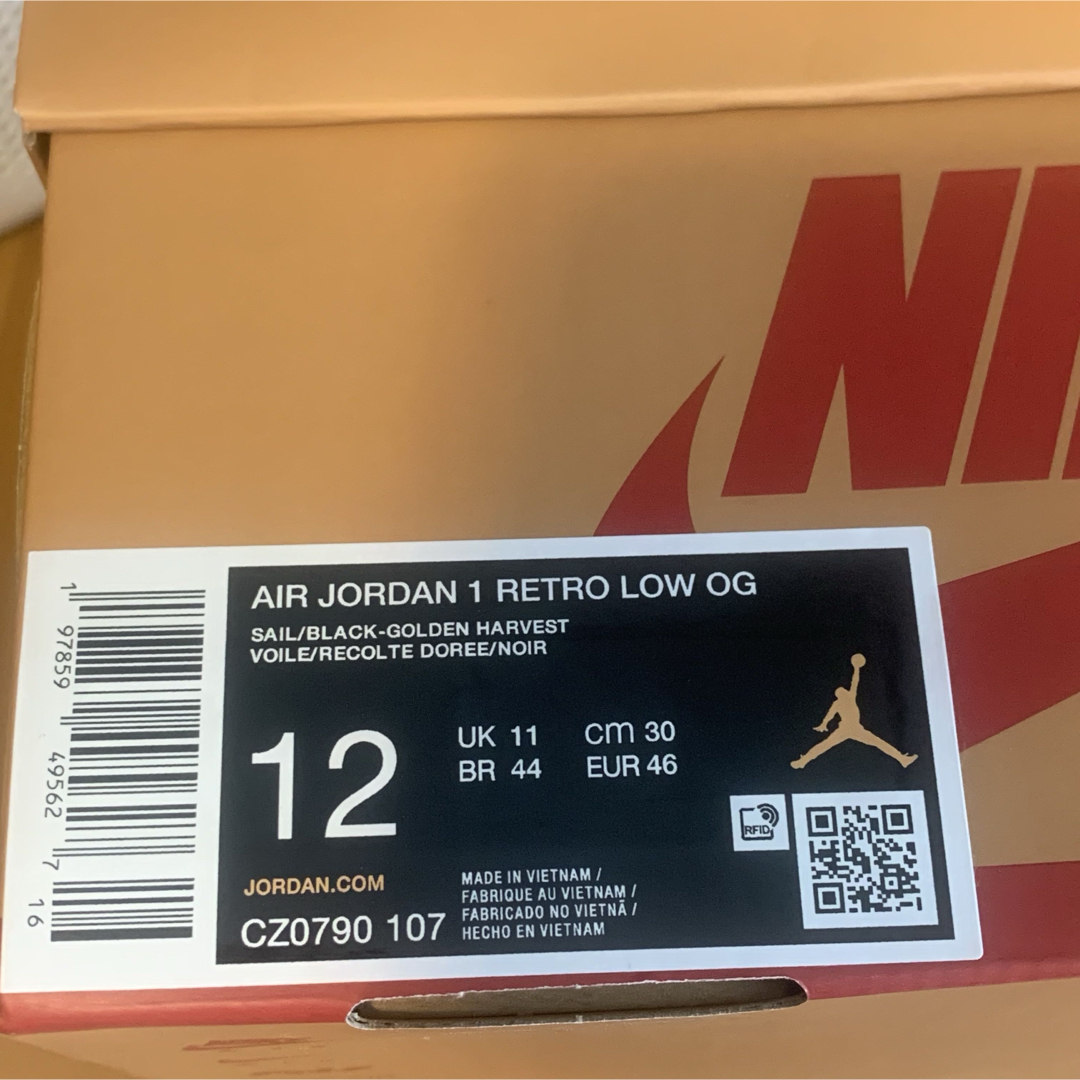 NI
AIR JORDAN 1 RETRO LOW OG
SAIL/BLACK-GOLDEN HARVEST
VOILE/RECOLTE DOREE/NOIR
12
UK 11 cm 30
BR 44 EUR 46
RFID
JORDAN.COM
CZ0790 107
MADE IN VIETNAM /
FABRIQUE AU VIETNAM /
FABRICADO NO VIETNÃ /
HECHO EN VIETNAM
1 97859 49562 7 16